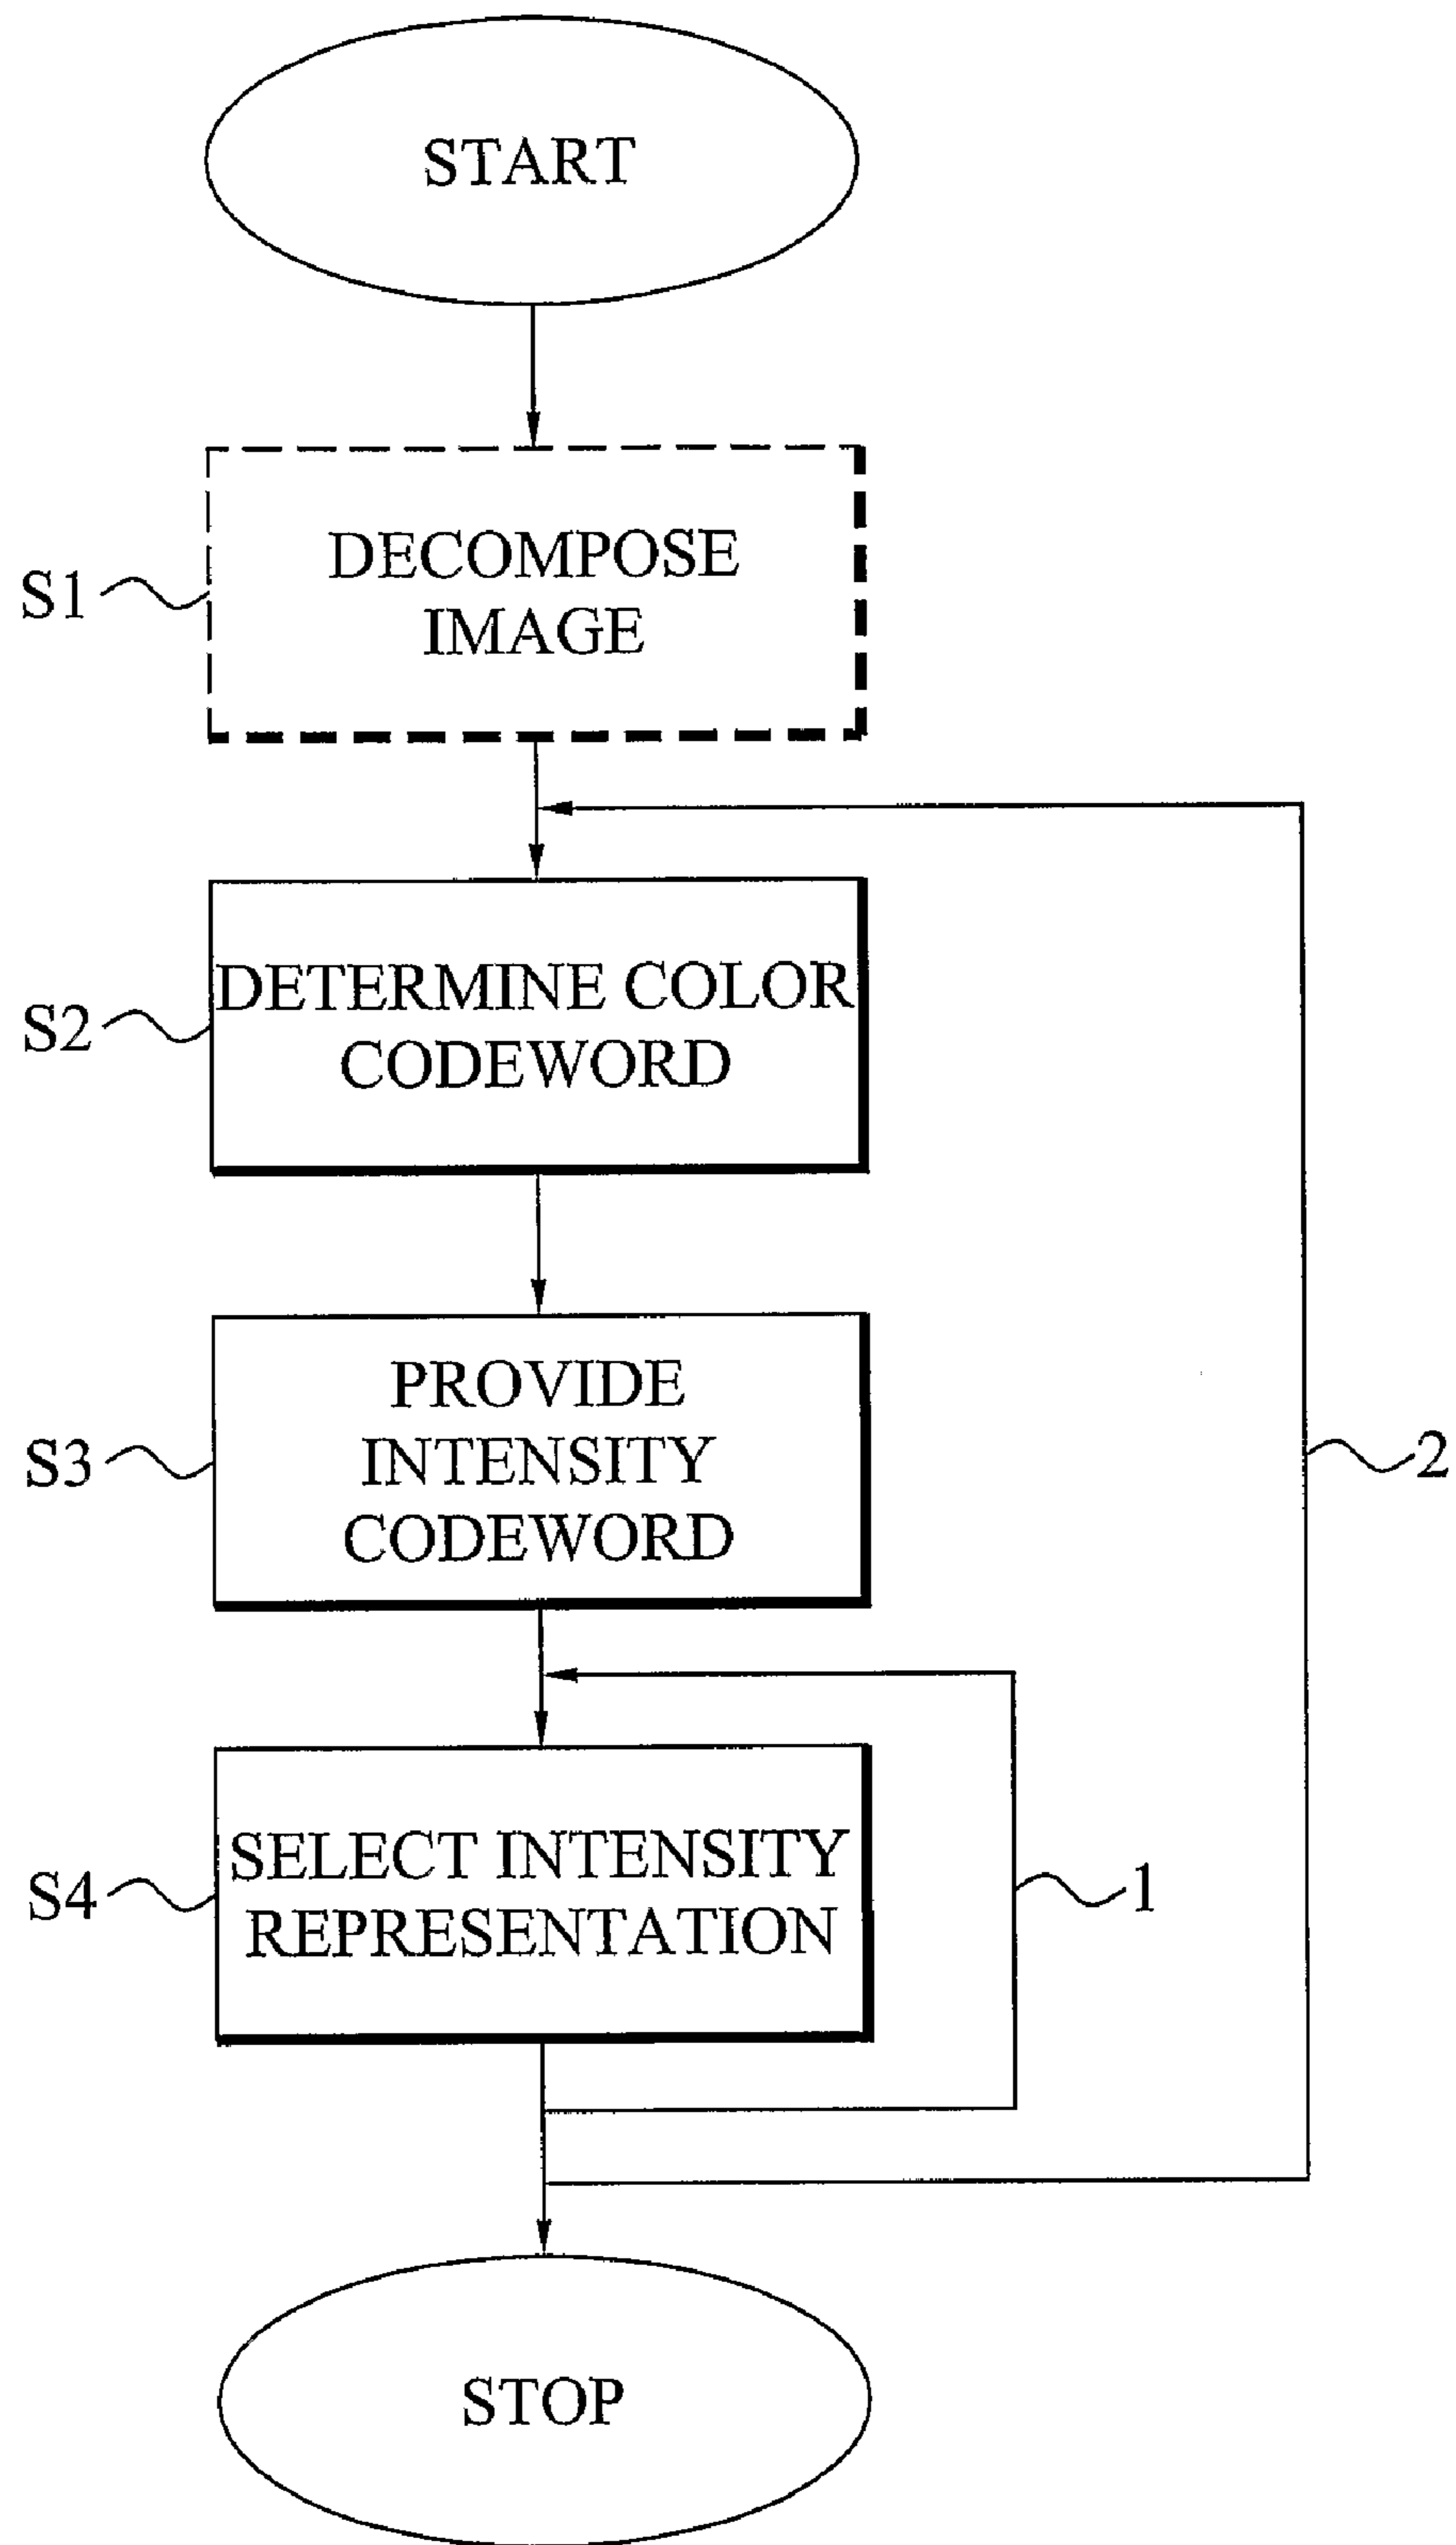 START
DECOMPOSE
IMAGE
S1
DETERMINE COLOR
CODEWORD
S2
PROVIDE
INTENSITY
CODEWORD
S3
2
SELECT INTENSITY
REPRESENTATION
S4
1
STOP